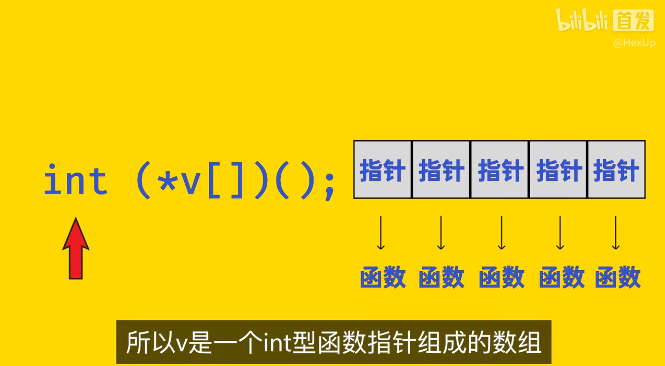 bilibili 首发
@HexUp
int (*v[])();
指针 指针 指针 指针 指针
函数 函数 函数 函数 函数
所以v是一个int型函数指针组成的数组